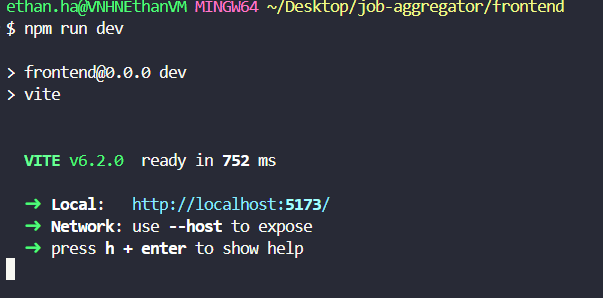 ethan.ha@VNHNEthanVM MINGW64 ~/Desktop/job-aggregator/frontend
$ npm run dev
> frontend@0.0.0 dev
> vite
VITE v6.2.0 ready in 752 ms
➜ Local: http://localhost:5173/
➜ Network: use --host to expose
➜ press h + enter to show help